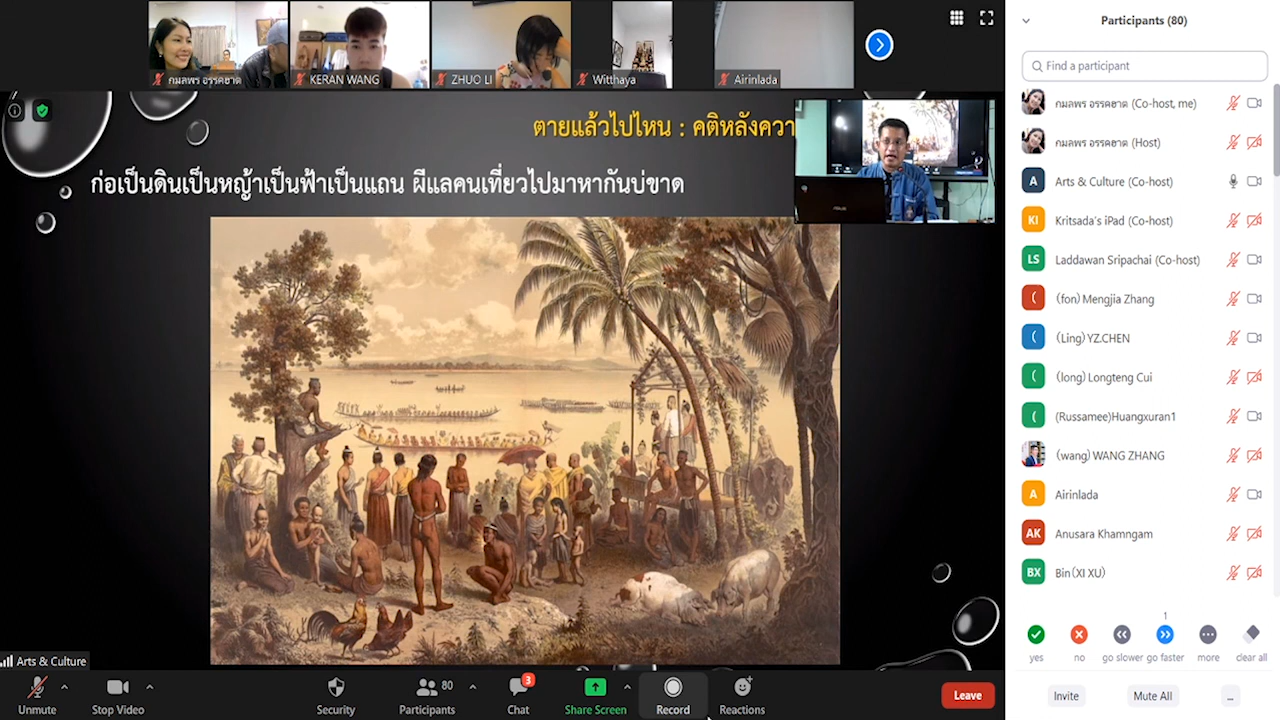 กมลพร อรรคฮาต
KERAN WANG
ZHUO LI
Witthaya
Airinlada
ตายแล้วไปไหน : คติหลังควา
ก่อเป็นดินเป็นหญ้าเป็นฟ้าเป็นแถน ผีแลคนเที่ยวไปมาหากันบ่ขาด
Arts & Culture
Unmute
Stop Video
Security
Participants
80
Chat
3
Share Screen
Record
Reactions
Leave
Participants (80)
Find a participant
กมลพร อรรคฮาต (Co-host, me)
กมลพร อรรคฮาต (Host)
A Arts & Culture (Co-host)
KI Kritsada's iPad (Co-host)
LS Laddawan Sripachai (Co-host)
( (fon) Mengjia Zhang
( (Ling) YZ.CHEN
( (long) Longteng Cui
( (Russamee)Huangxuran1
(wang) WANG ZHANG
A Airinlada
AK Anusara Khamngam
BX Bin(XI XU)
1
yes
no
go slower
go faster
more
clear all
Invite
Mute All
...